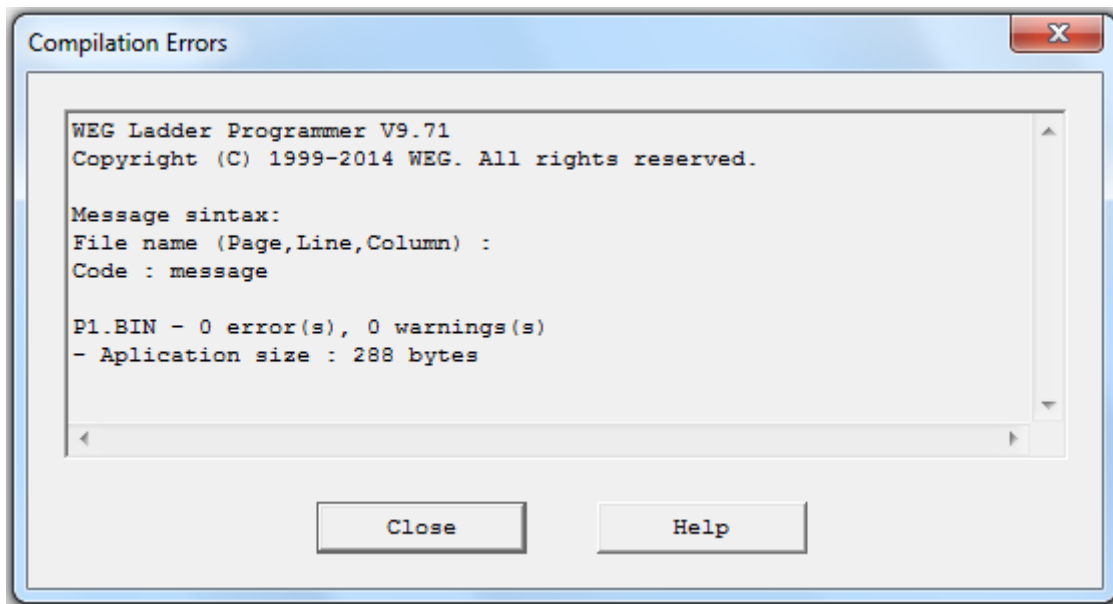 Compilation Errors
WEG Ladder Programmer V9.71
Copyright (C) 1999-2014 WEG. All rights reserved.
Message sintax:
File name (Page,Line,Column) :
Code : message
P1.BIN - 0 error(s), 0 warnings(s)
- Aplication size : 288 bytes
Close Help